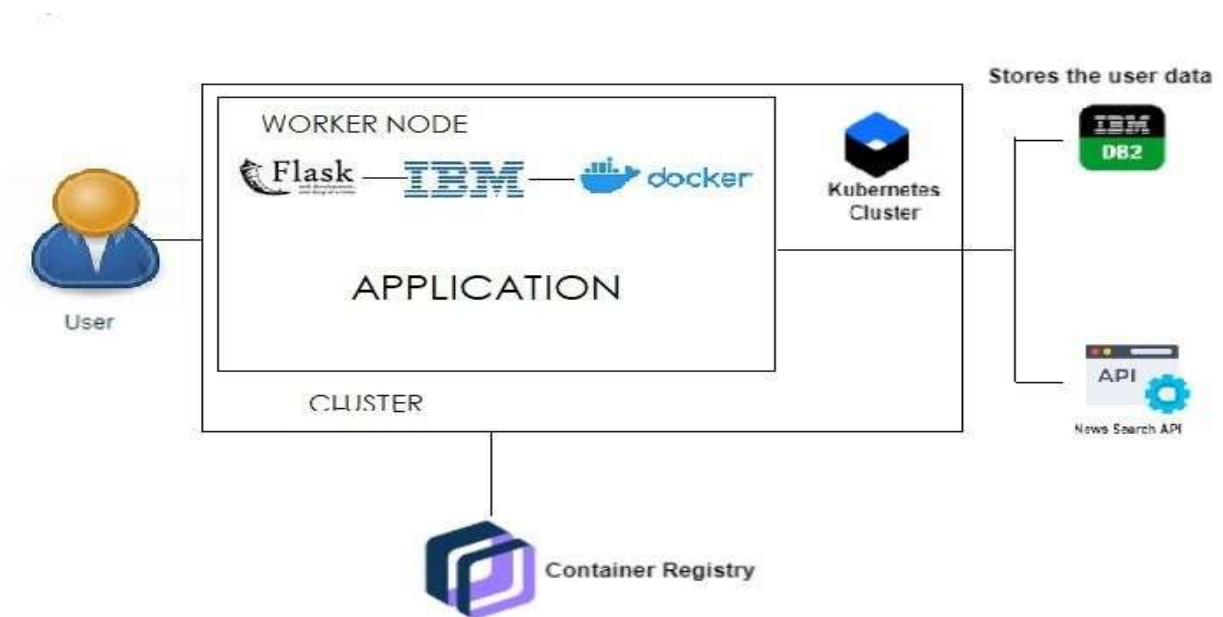 Stores the user data
WORKER NODE
Flask
IBM
docker
IBM
DB2
Kubernetes
Cluster
APPLICATION
User
API
News Search API
CLUSTER
Container Registry